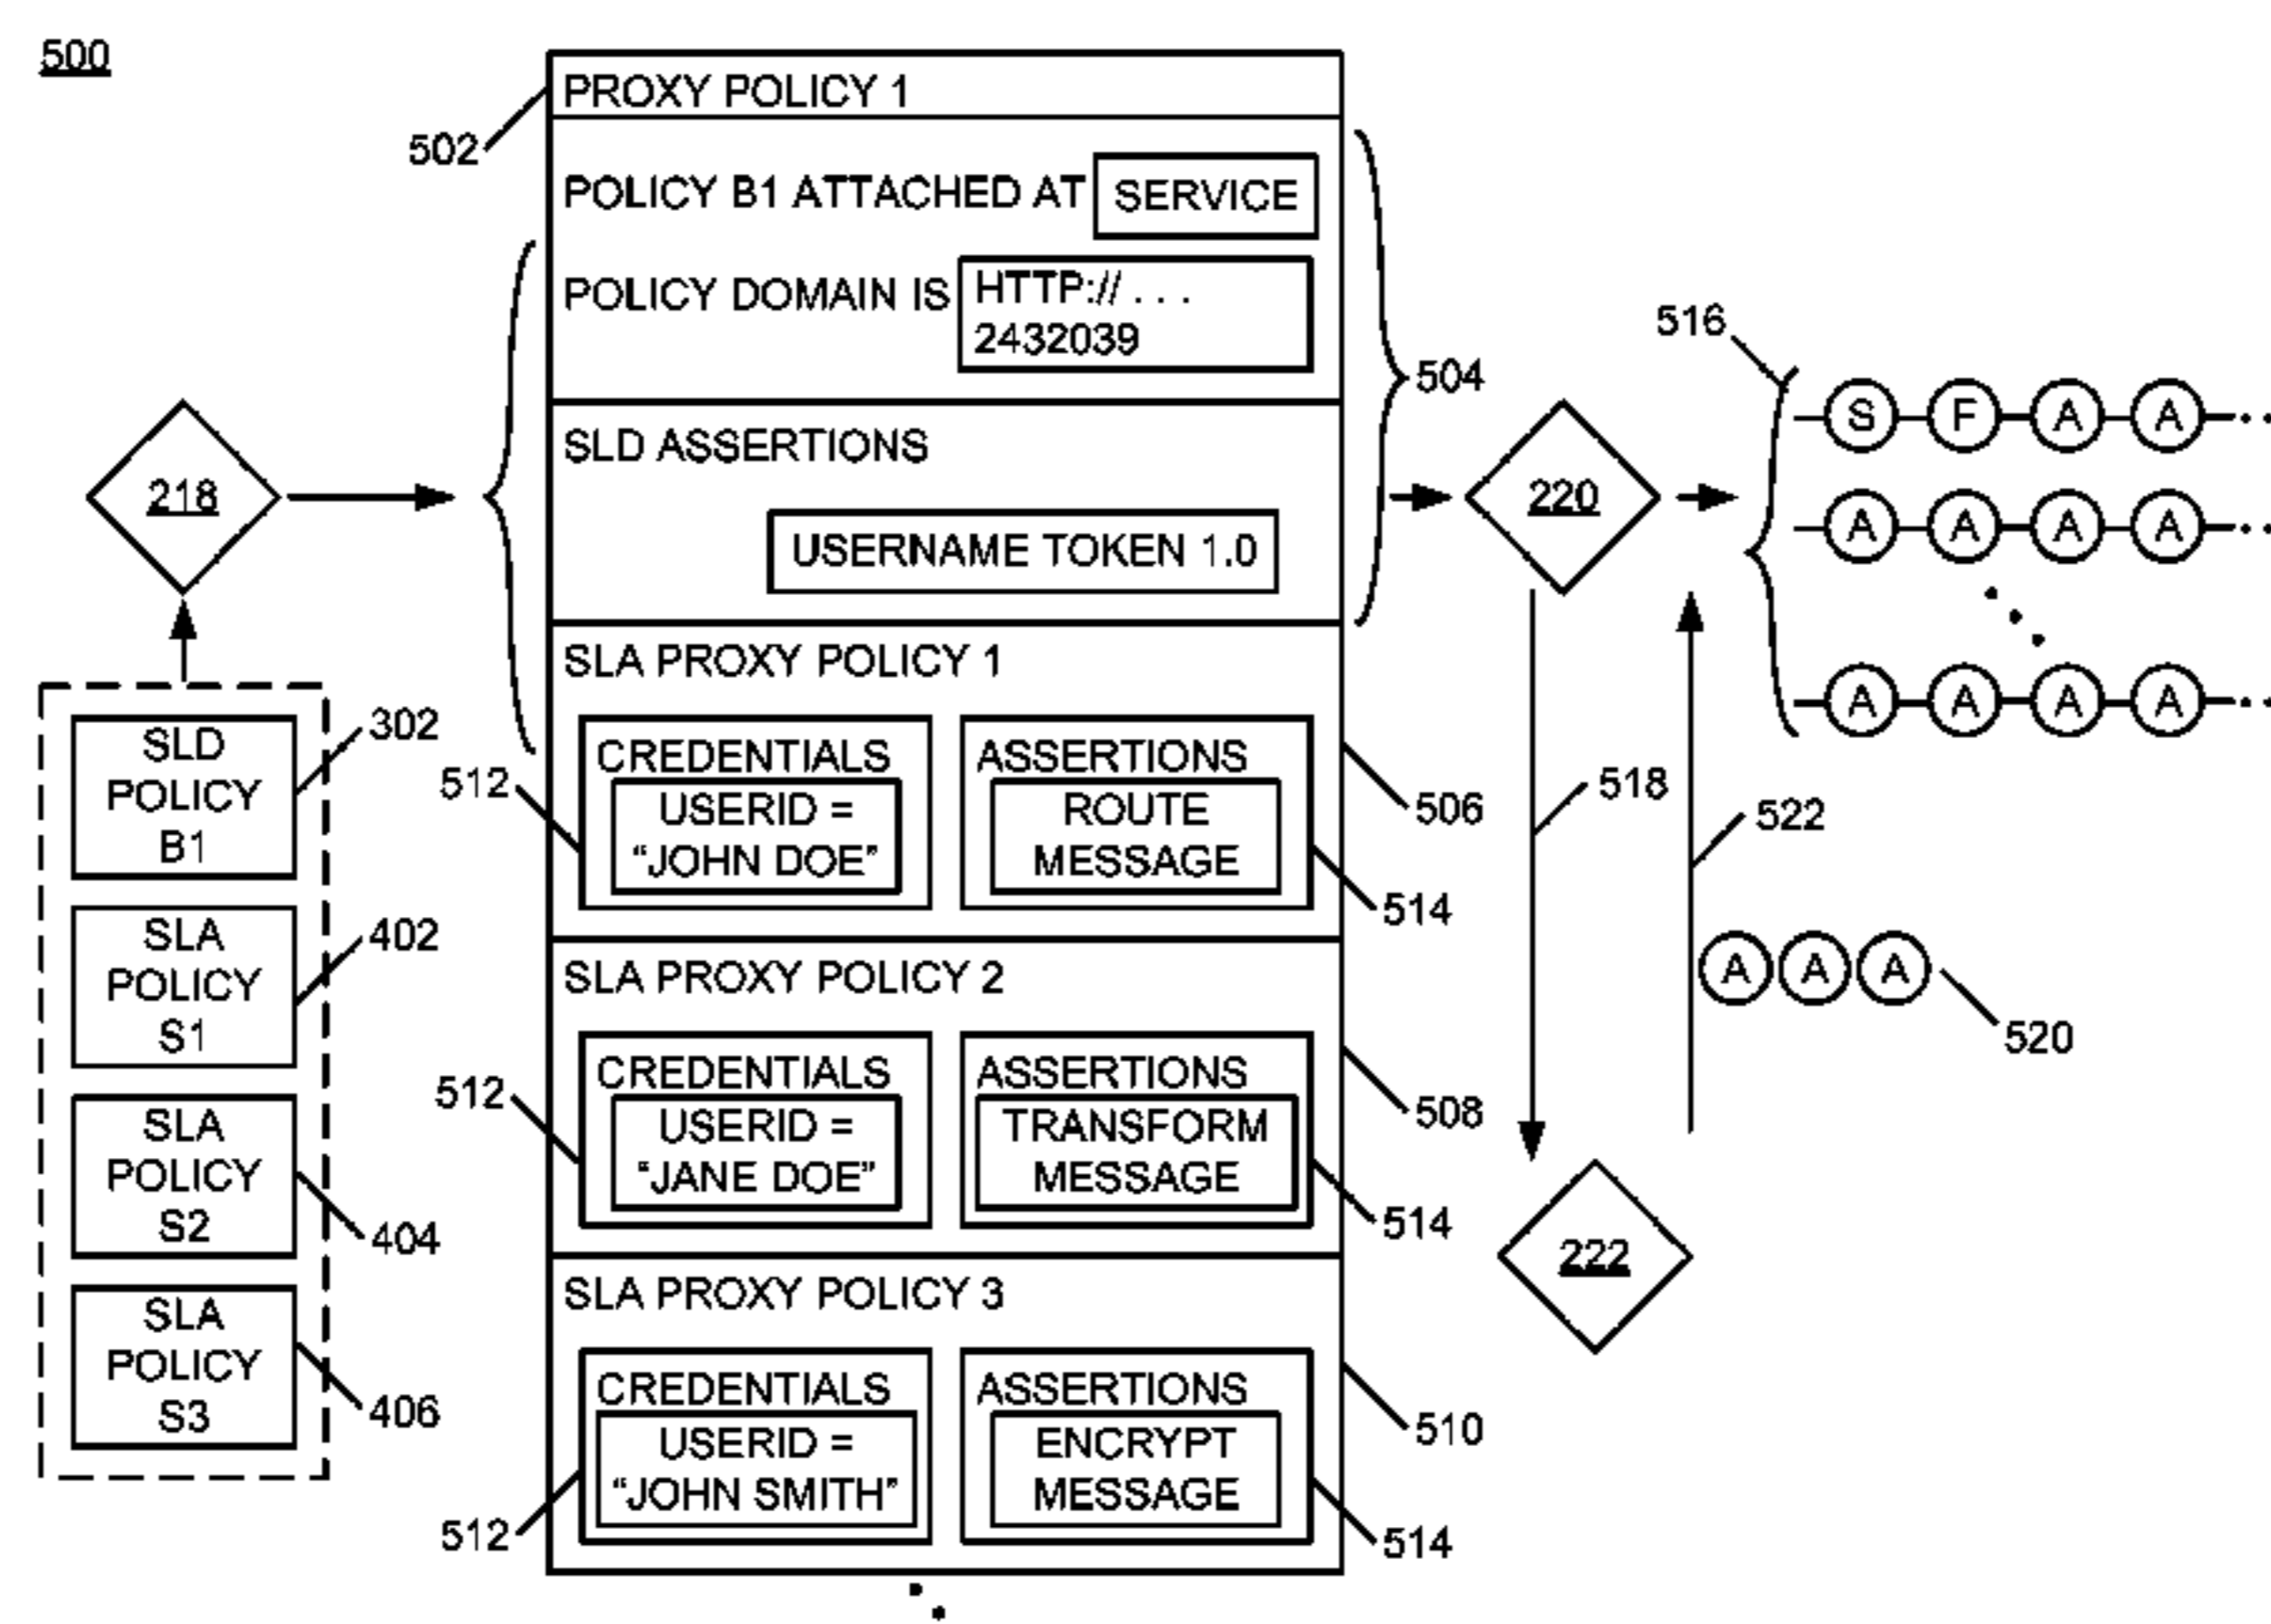 500
PROXY POLICY 1
502
POLICY B1 ATTACHED AT SERVICE
POLICY DOMAIN IS HTTP:// . . .
2432039
504
SLD ASSERTIONS
USERNAME TOKEN 1.0
218
220
516
S F A A
A A A A
A A A A
SLD
POLICY
B1
302
SLA
POLICY
S1
402
SLA
POLICY
S2
404
SLA
POLICY
S3
406
SLA PROXY POLICY 1
512
CREDENTIALS
USERID =
“JOHN DOE”
ASSERTIONS
ROUTE
MESSAGE
506
514
SLA PROXY POLICY 2
512
CREDENTIALS
USERID =
“JANE DOE”
ASSERTIONS
TRANSFORM
MESSAGE
508
514
SLA PROXY POLICY 3
512
CREDENTIALS
USERID =
“JOHN SMITH”
ASSERTIONS
ENCRYPT
MESSAGE
510
514
518
522
A A A
520
222